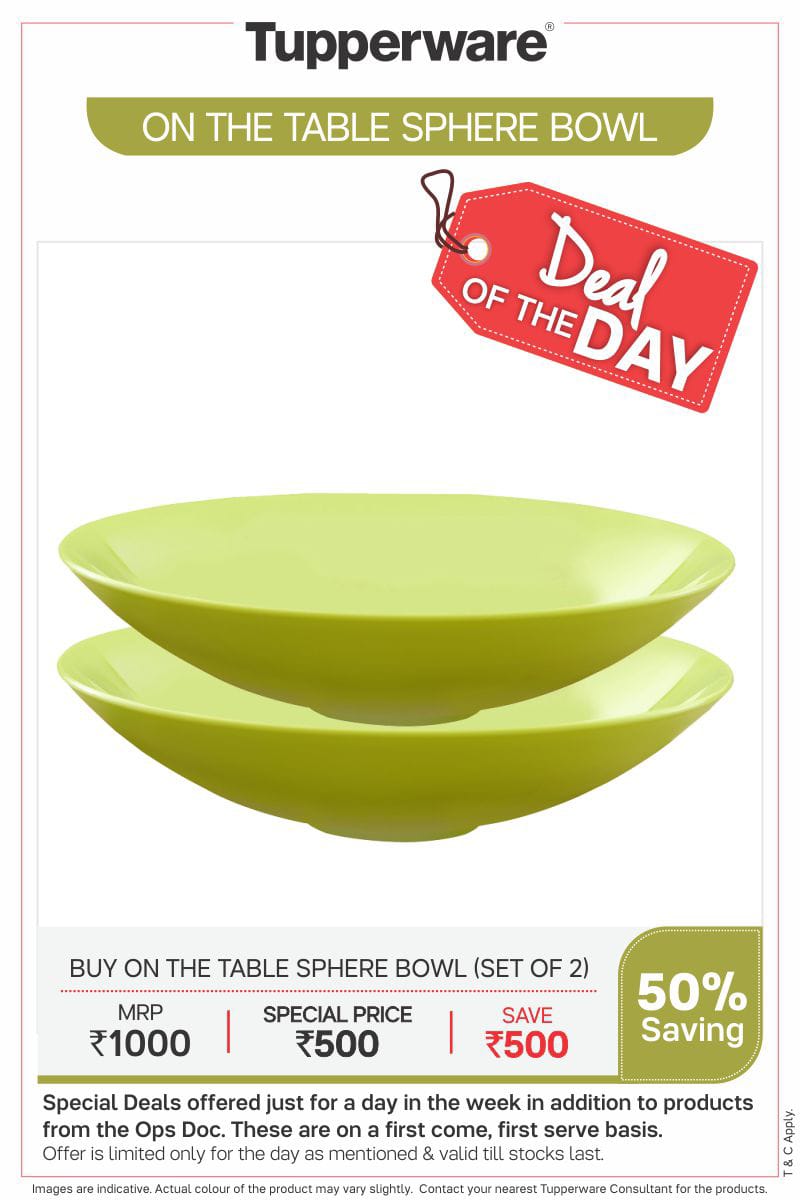 Tupperware®
ON THE TABLE SPHERE BOWL
Deal
OF THE DAY
BUY ON THE TABLE SPHERE BOWL (SET OF 2)
MRP
₹1000
SPECIAL PRICE
₹500
SAVE
₹500
50%
Saving
Special Deals offered just for a day in the week in addition to products
from the Ops Doc. These are on a first come, first serve basis.
Offer is limited only for the day as mentioned & valid till stocks last.
T & C Apply.
Images are indicative. Actual colour of the product may vary slightly. Contact your nearest Tupperware Consultant for the products.